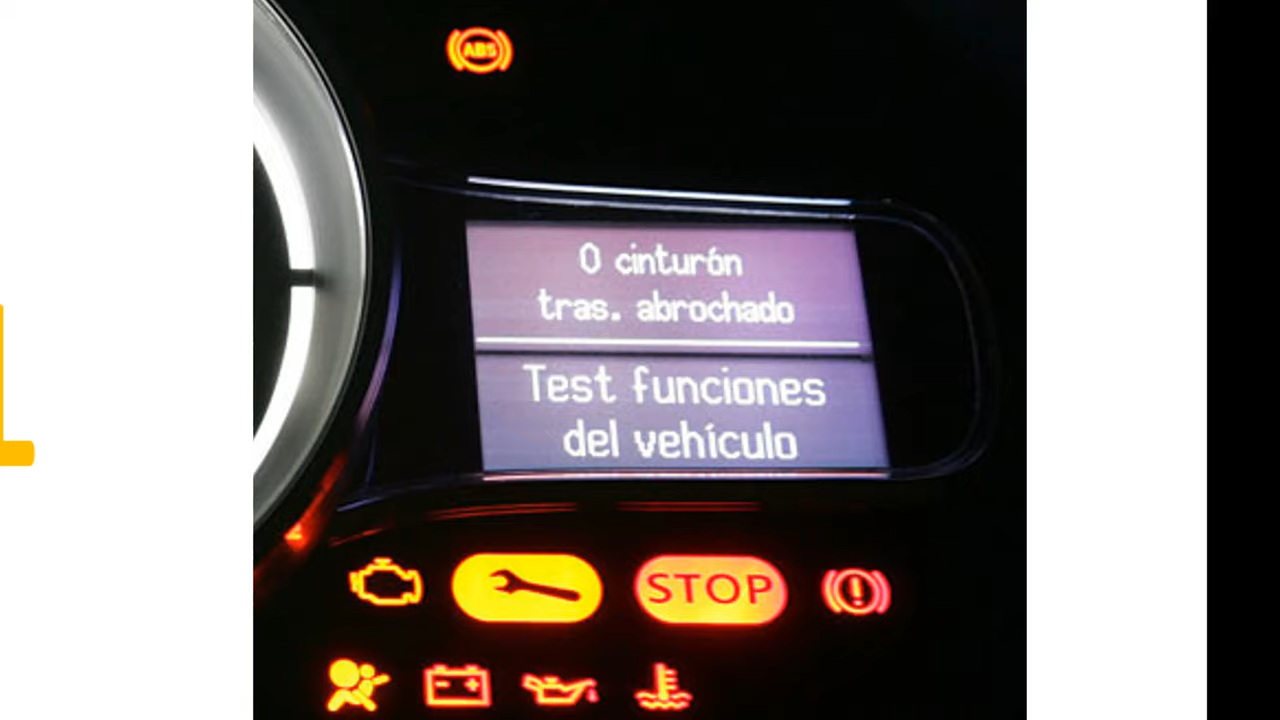 ABS
0 cinturón
tras. abrochado
Test funciones
del vehículo
STOP